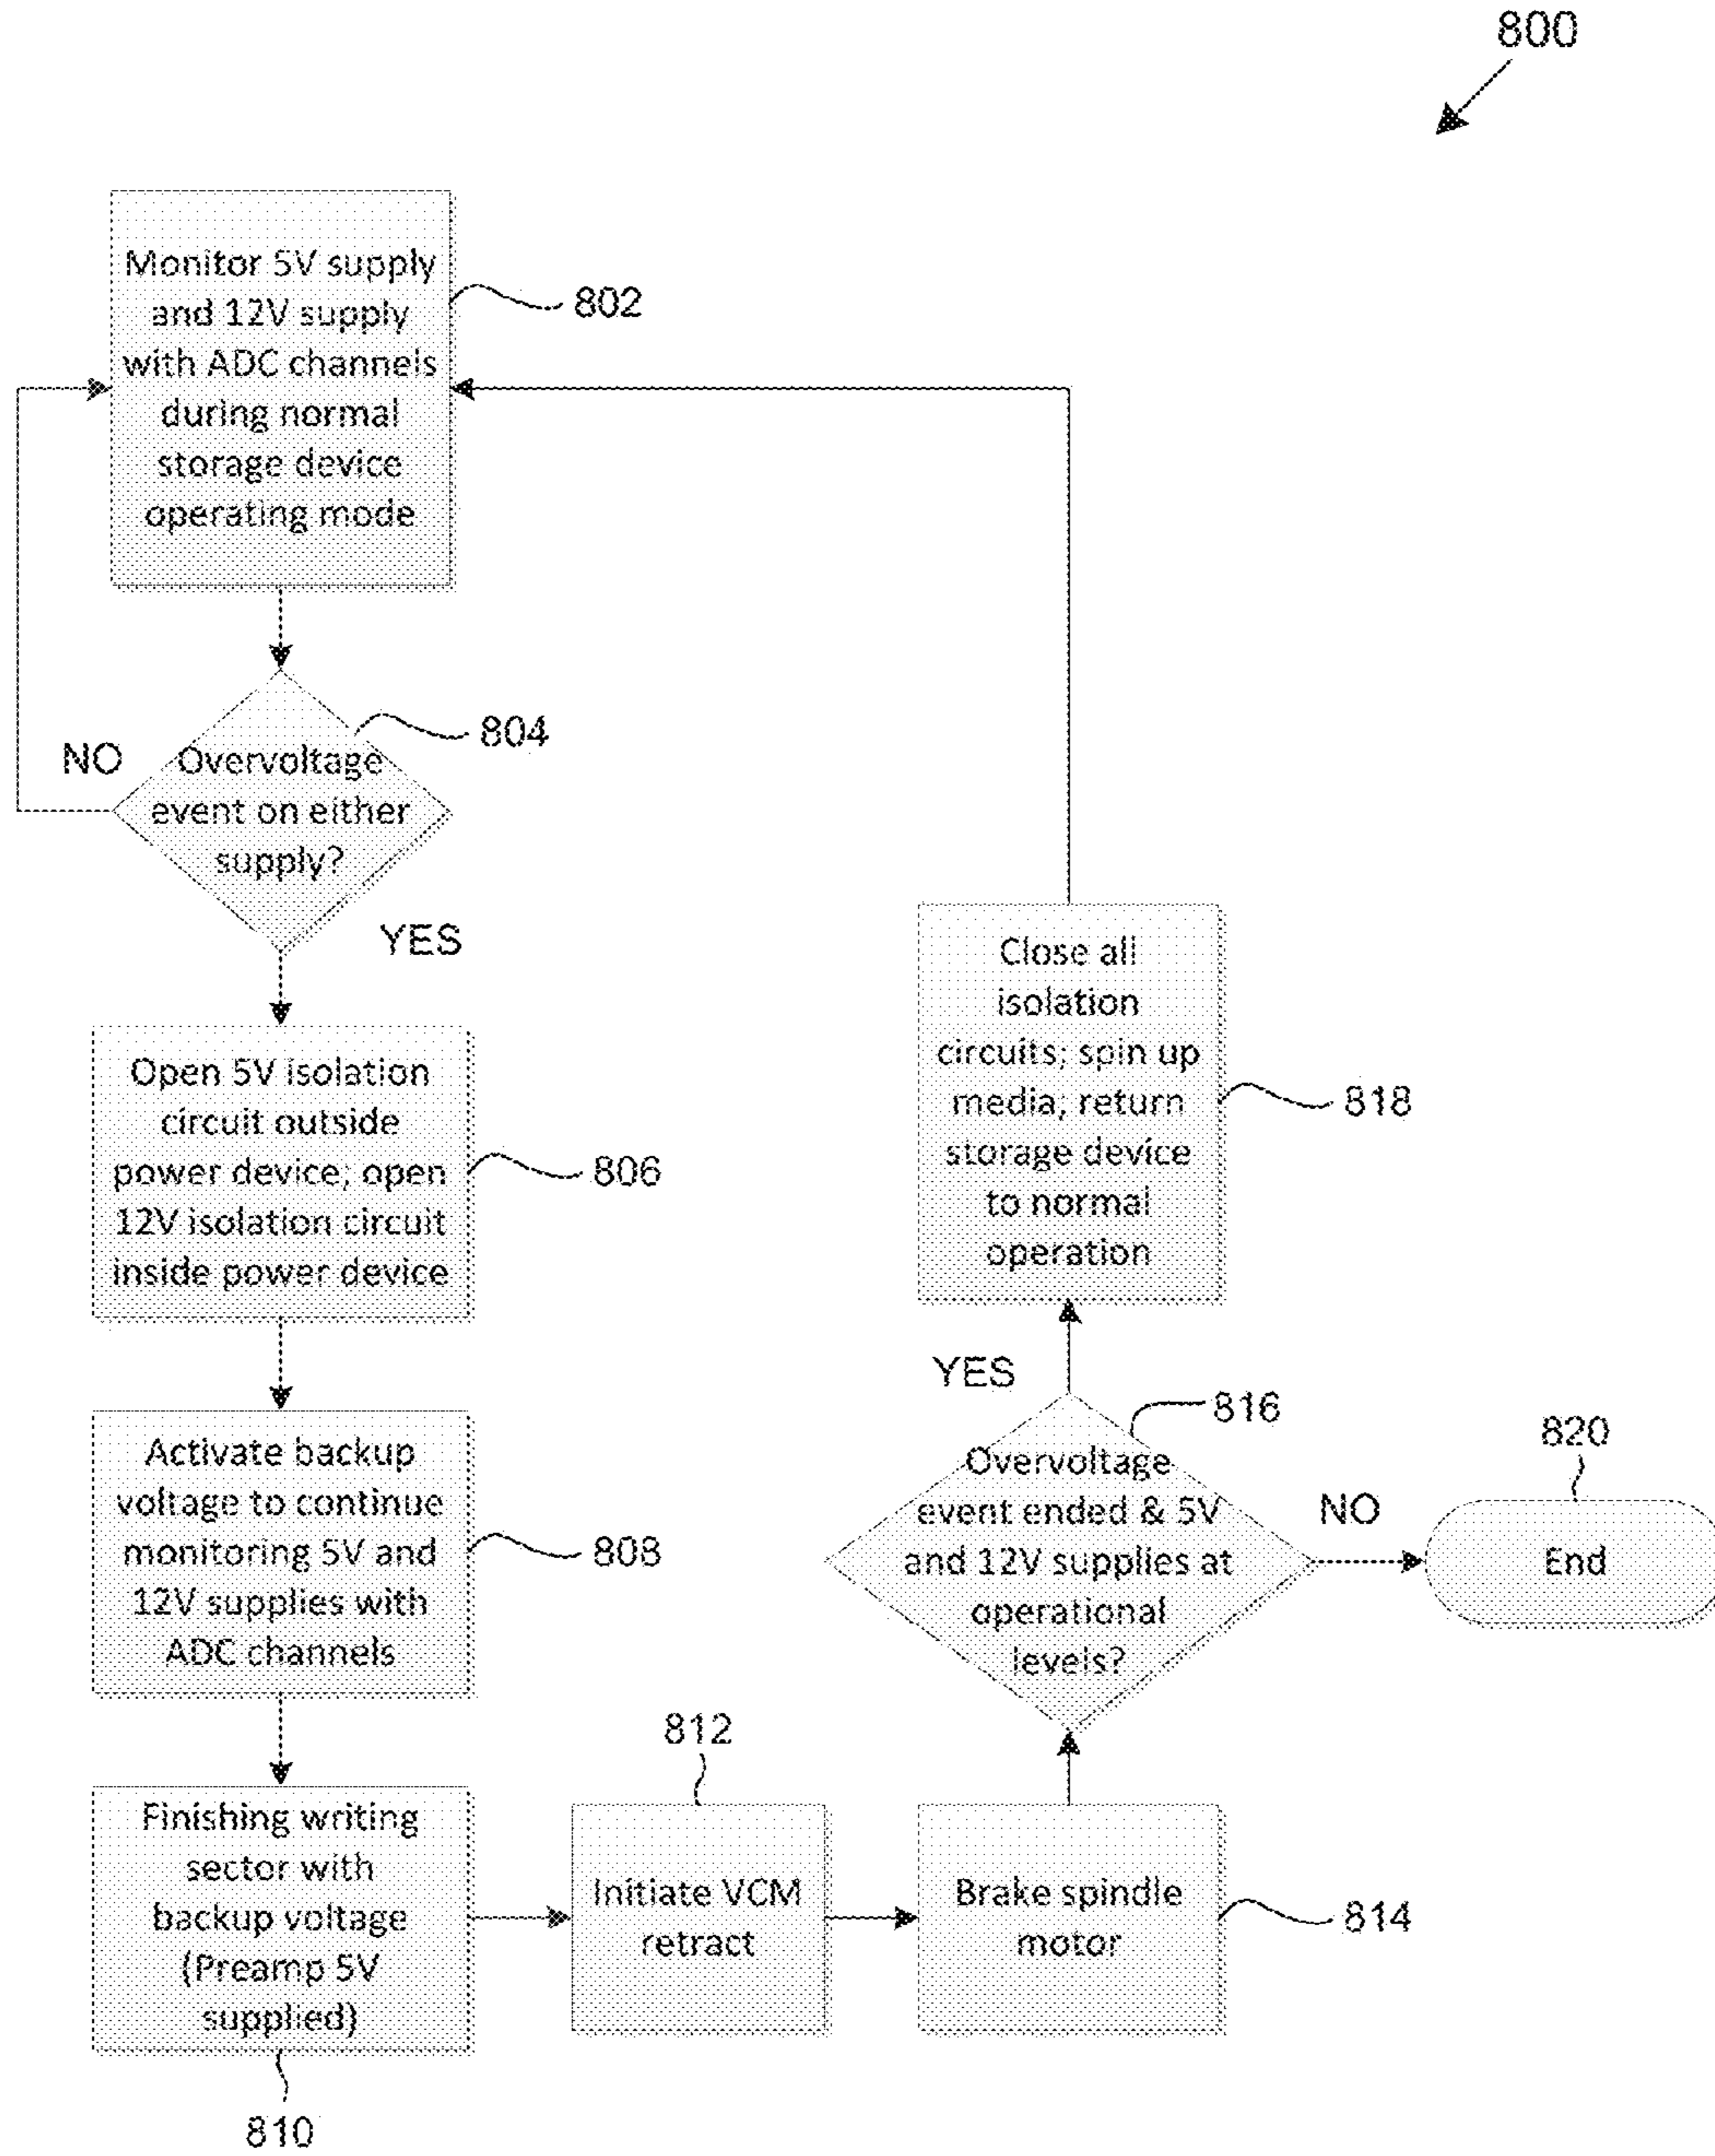 800
Monitor 5V supply
and 12V supply
with ADC channels
during normal
storage device
operating mode
802
804
NO
Overvoltage
event on either
supply?
YES
Open 5V isolation
circuit outside
power device; open
12V isolation circuit
inside power device
806
Activate backup
voltage to continue
monitoring 5V and
12V supplies with
ADC channels
808
Finishing writing
sector with
backup voltage
(Preamp 5V
supplied)
810
812
Initiate VCM
retract
Brake spindle
motor
814
816
Overvoltage
event ended & 5V
and 12V supplies at
operational
levels?
YES
NO
Close all
isolation
circuits; spin up
media; return
storage device
to normal
operation
818
820
End